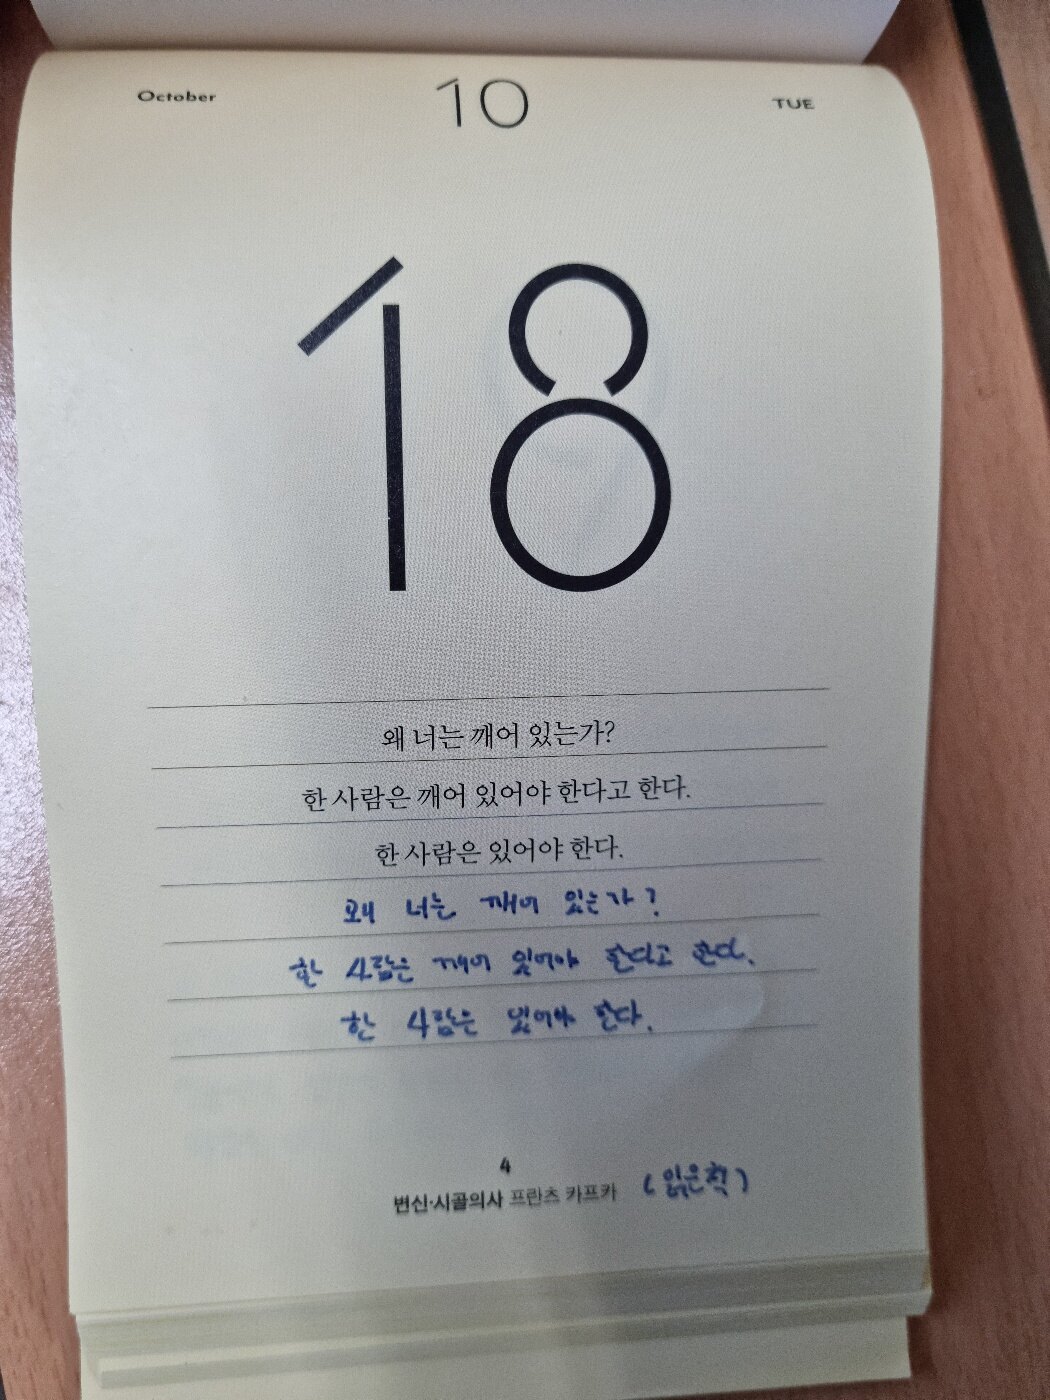 October 10 TUE
18
왜 너는 깨어 있는가?
한 사람은 깨어 있어야 한다고 한다.
한 사람은 있어야 한다.
왜 너는 깨어 있는가?
한 사람은 깨어 있어야 한다고 한다.
한 사람은 있어야 한다.
4
변신·시골의사 프란츠 카프카 (읽은책)